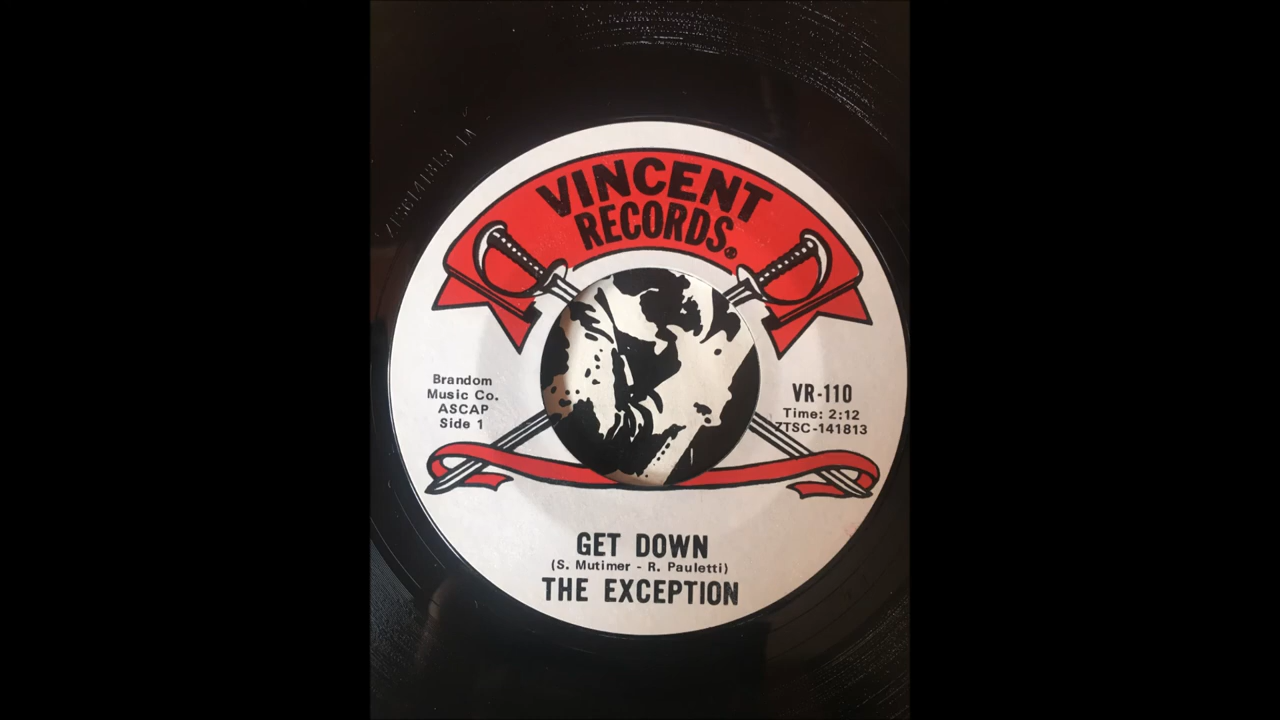 VINCENT
RECORDS®
Brandom
Music Co.
ASCAP
Side 1
VR-110
Time: 2:12
ZTSC-141813
GET DOWN
(S. Mutimer - R. Pauletti)
THE EXCEPTION